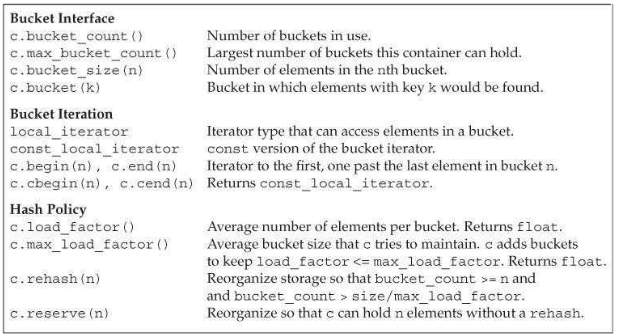 Bucket Interface
c.bucket_count() Number of buckets in use.
c.max_bucket_count() Largest number of buckets this container can hold.
c.bucket_size(n) Number of elements in the nth bucket.
c.bucket(k) Bucket in which elements with key k would be found.
Bucket Iteration
local_iterator Iterator type that can access elements in a bucket.
const_local_iterator const version of the bucket iterator.
c.begin(n), c.end(n) Iterator to the first, one past the last element in bucket n.
c.cbegin(n), c.cend(n) Returns const_local_iterator.
Hash Policy
c.load_factor() Average number of elements per bucket. Returns float.
c.max_load_factor() Average bucket size that c tries to maintain. c adds buckets
to keep load_factor <= max_load_factor. Returns float.
c.rehash(n) Reorganize storage so that bucket_count >= n and
and bucket_count > size/max_load_factor.
c.reserve(n) Reorganize so that c can hold n elements without a rehash.